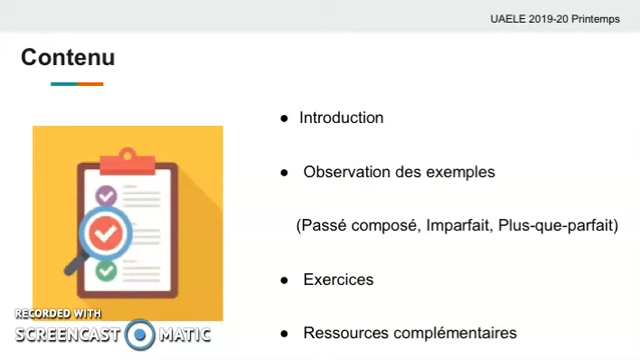 UAELE 2019-20 Printemps
Contenu
● Introduction
● Observation des exemples
(Passé composé, Imparfait, Plus-que-parfait)
● Exercices
● Ressources complémentaires
RECORDED WITH
SCREENCAST MATIC